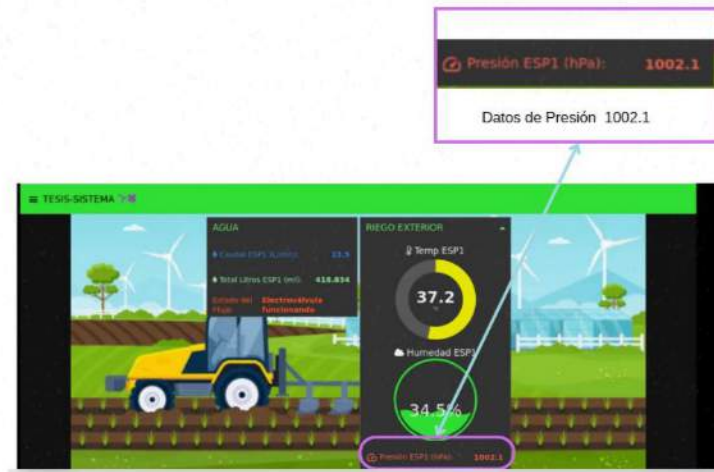 Presión ESP1 (hPa): 1002.1
Datos de Presión 1002.1
TESIS-SISTEMA
AGUA
Caudal ESP1 (L/min): 33.5
Total Litros ESP1 (ml): 418.834
Estado del Flujo: Electroválvula funcionando
RIEGO EXTERIOR
Temp ESP1
37.2
Humedad ESP1
34.5%
Presión ESP1 (hPa): 1002.1